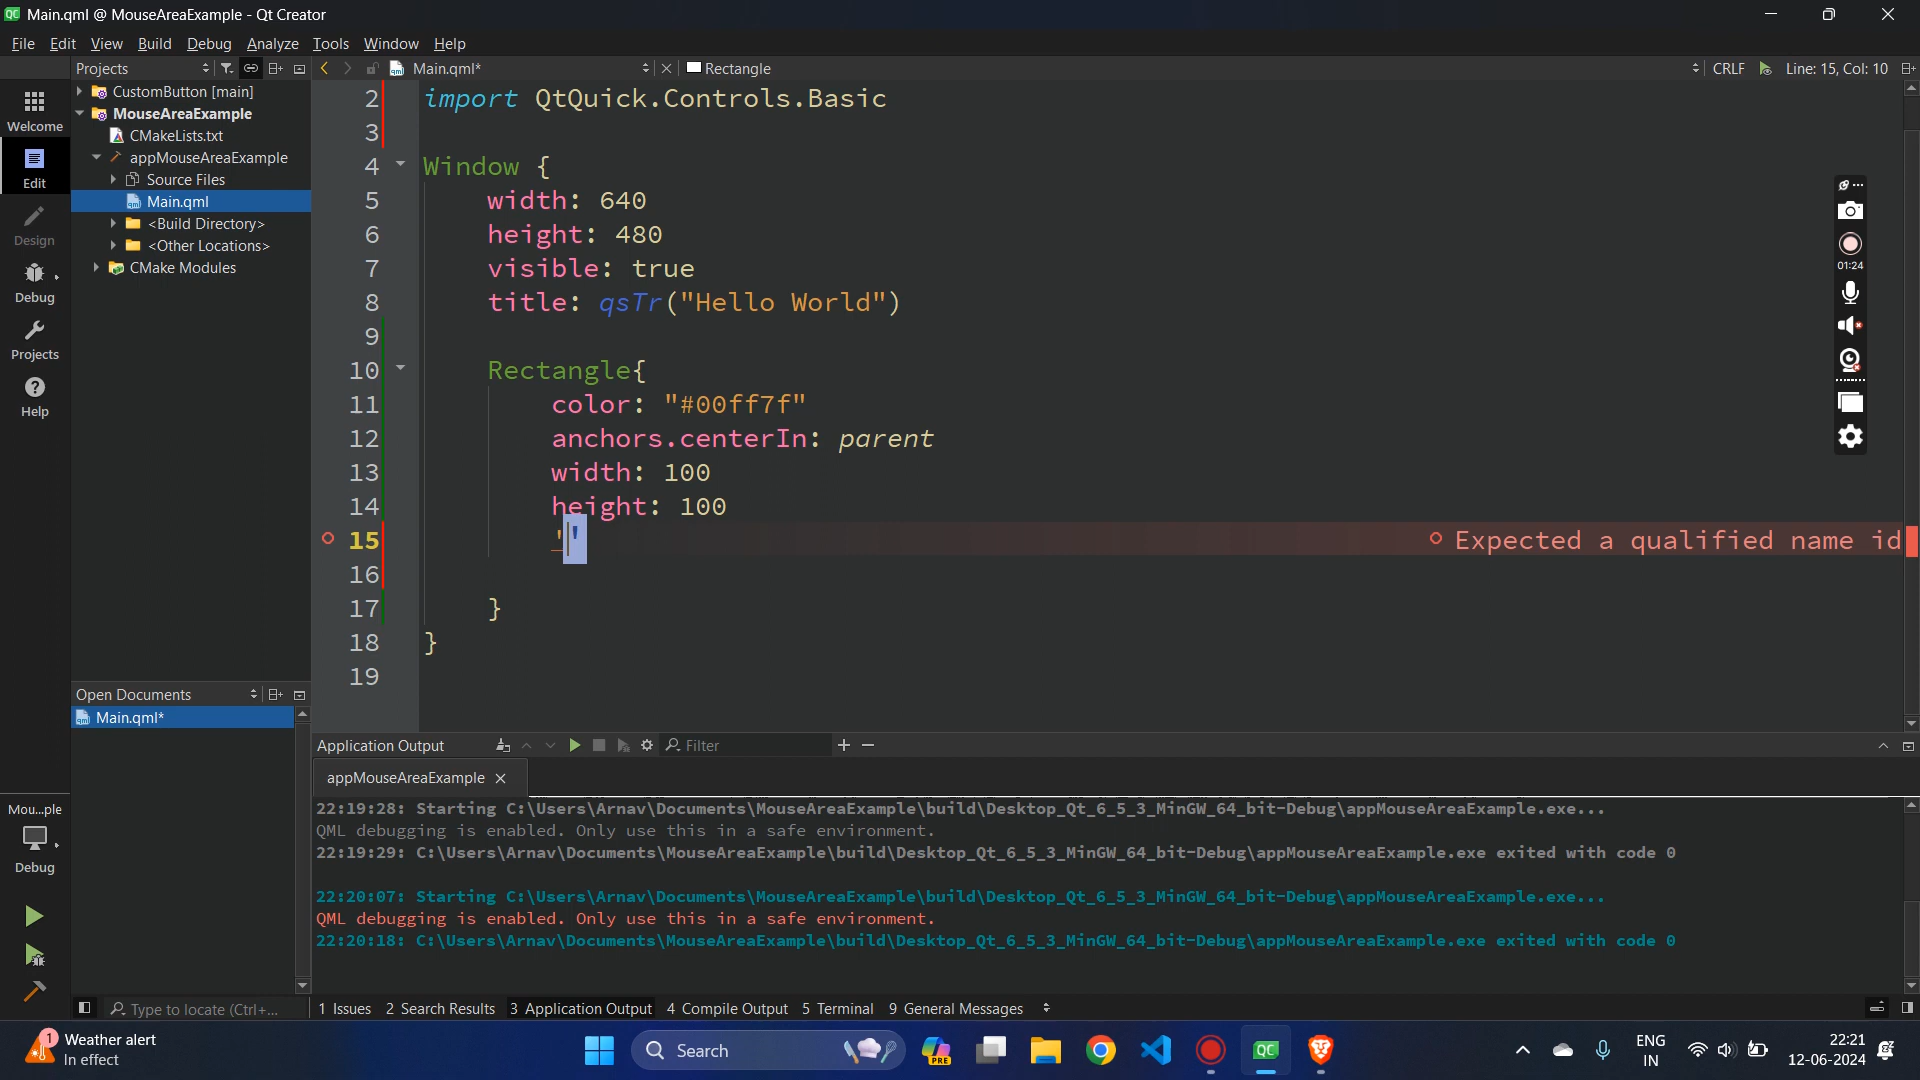 Main.qml @ MouseAreaExample - Qt Creator
File Edit View Build Debug Analyze Tools Window Help
Projects
Main.qml*
Rectangle
CRLF
Line: 15, Col: 10
Welcome
Edit
Design
Debug
Projects
Help
CustomButton [main]
MouseAreaExample
CMakeLists.txt
appMouseAreaExample
Source Files
Main.qml
<Build Directory>
<Other Locations>
CMake Modules
2 import QtQuick.Controls.Basic
3
4 Window {
5 width: 640
6 height: 480
7 visible: true
8 title: qsTr("Hello World")
9
10 Rectangle{
11 color: "#00ff7f"
12 anchors.centerIn: parent
13 width: 100
14 height: 100
15 '' Expected a qualified name id
16
17 }
18 }
19
01:24
Open Documents
Main.qml*
Application Output
Filter
appMouseAreaExample
22:19:28: Starting C:\Users\Arnav\Documents\MouseAreaExample\build\Desktop_Qt_6_5_3_MinGW_64_bit-Debug\appMouseAreaExample.exe...
QML debugging is enabled. Only use this in a safe environment.
22:19:29: C:\Users\Arnav\Documents\MouseAreaExample\build\Desktop_Qt_6_5_3_MinGW_64_bit-Debug\appMouseAreaExample.exe exited with code 0
22:20:07: Starting C:\Users\Arnav\Documents\MouseAreaExample\build\Desktop_Qt_6_5_3_MinGW_64_bit-Debug\appMouseAreaExample.exe...
QML debugging is enabled. Only use this in a safe environment.
22:20:18: C:\Users\Arnav\Documents\MouseAreaExample\build\Desktop_Qt_6_5_3_MinGW_64_bit-Debug\appMouseAreaExample.exe exited with code 0
Mou...ple
Debug
Type to locate (Ctrl+...
1 Issues 2 Search Results 3 Application Output 4 Compile Output 5 Terminal 9 General Messages
1
Weather alert
In effect
Search
PRE
QC
ENG
IN
22:21
12-06-2024